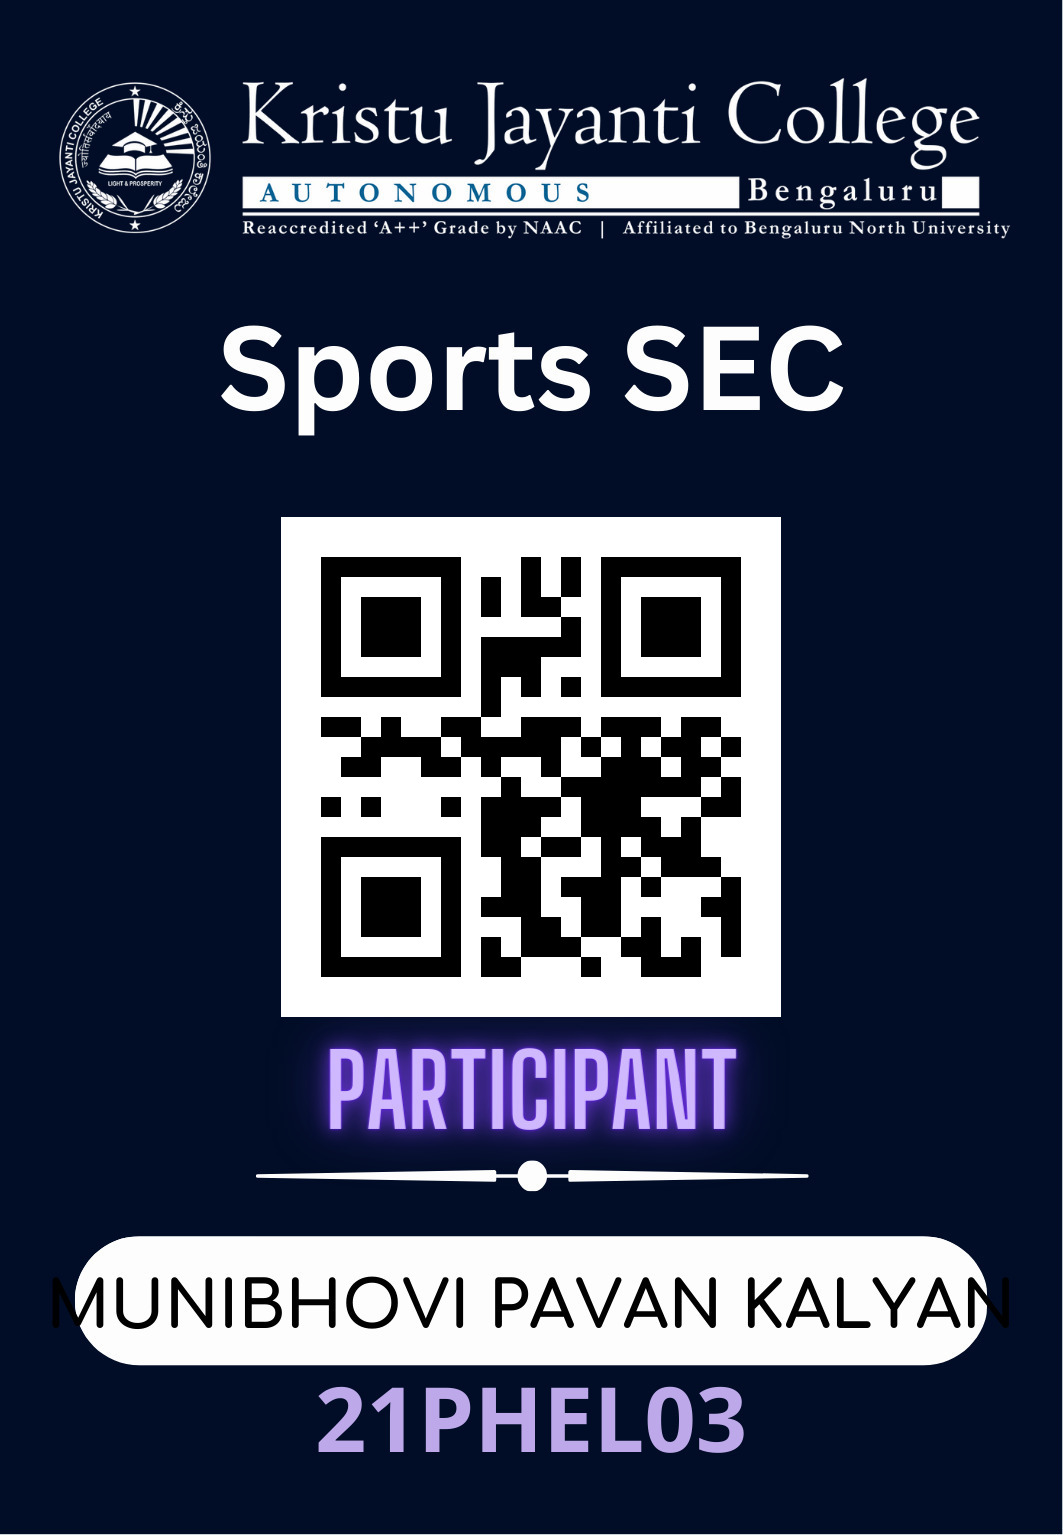 KRISTU JAYANTI COLLEGE
ಕ್ರಿಸ್ತು ಜಯಂತಿ ಕಾಲೇಜು
LIGHT & PROSPERITY
Kristu Jayanti College
AUTONOMOUS Bengaluru
Reaccredited ‘A++’ Grade by NAAC | Affiliated to Bengaluru North University
Sports SEC
PARTICIPANT
MUNIBHOVI PAVAN KALYAN
21PHEL03